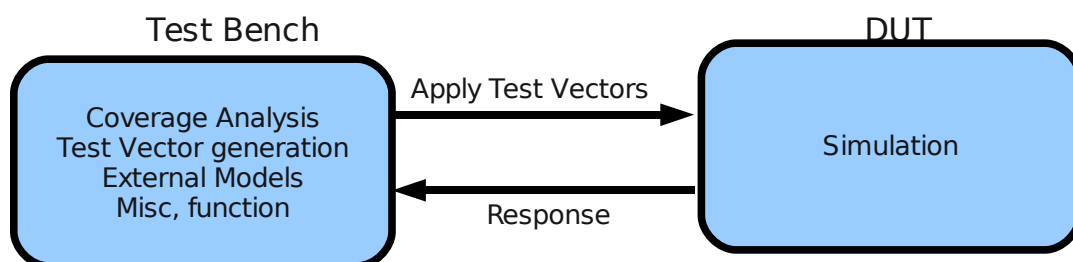 Test Bench
DUT
Apply Test Vectors
Coverage Analysis
Test Vector generation
External Models
Misc, function
Simulation
Response